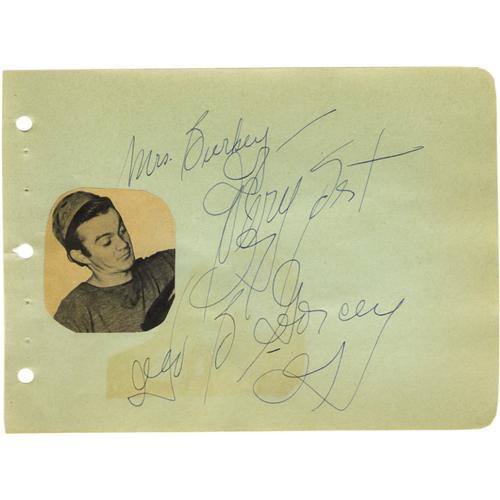 Mrs. Burkey –
Very Best
Leo B. Gorcey